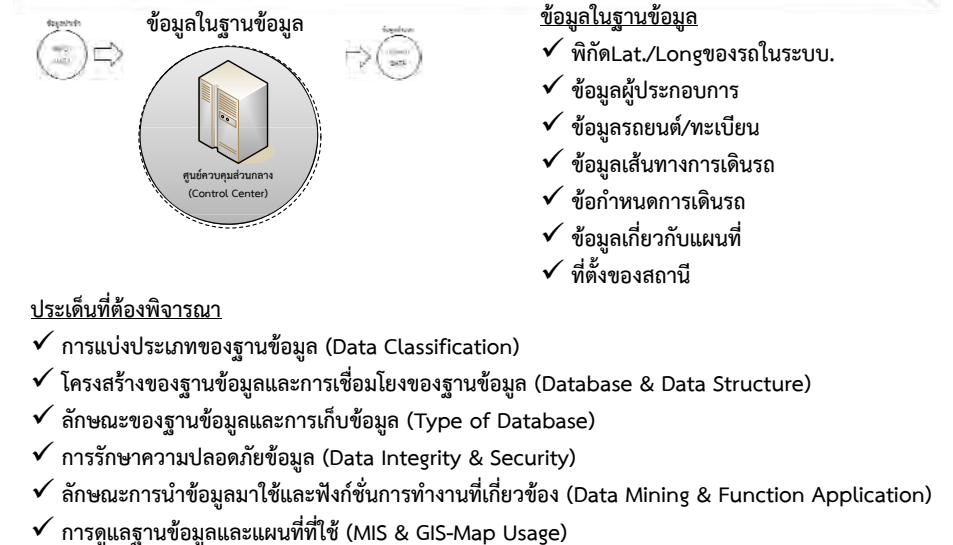 ข้อมูลนำเข้า
ข้อมูลในฐานข้อมูล
ศูนย์ควบคุมส่วนกลาง
(Control Center)
DATA
ข้อมูลในฐานข้อมูล
✓ พิกัดLat./Longของรถในระบบ.
✓ ข้อมูลผู้ประกอบการ
✓ ข้อมูลรถยนต์/ทะเบียน
✓ ข้อมูลเส้นทางการเดินรถ
✓ ข้อกำหนดการเดินรถ
✓ ข้อมูลเกี่ยวกับแผนที่
✓ ที่ตั้งของสถานี
ประเด็นที่ต้องพิจารณา
✓ การแบ่งประเภทของฐานข้อมูล (Data Classification)
✓ โครงสร้างของฐานข้อมูลและการเชื่อมโยงของฐานข้อมูล (Database & Data Structure)
✓ ลักษณะของฐานข้อมูลและการเก็บข้อมูล (Type of Database)
✓ การรักษาความปลอดภัยข้อมูล (Data Integrity & Security)
✓ ลักษณะการนำข้อมูลมาใช้และฟังก์ชั่นการทำงานที่เกี่ยวข้อง (Data Mining & Function Application)
✓ การดูแลฐานข้อมูลและแผนที่ที่ใช้ (MIS & GIS-Map Usage)